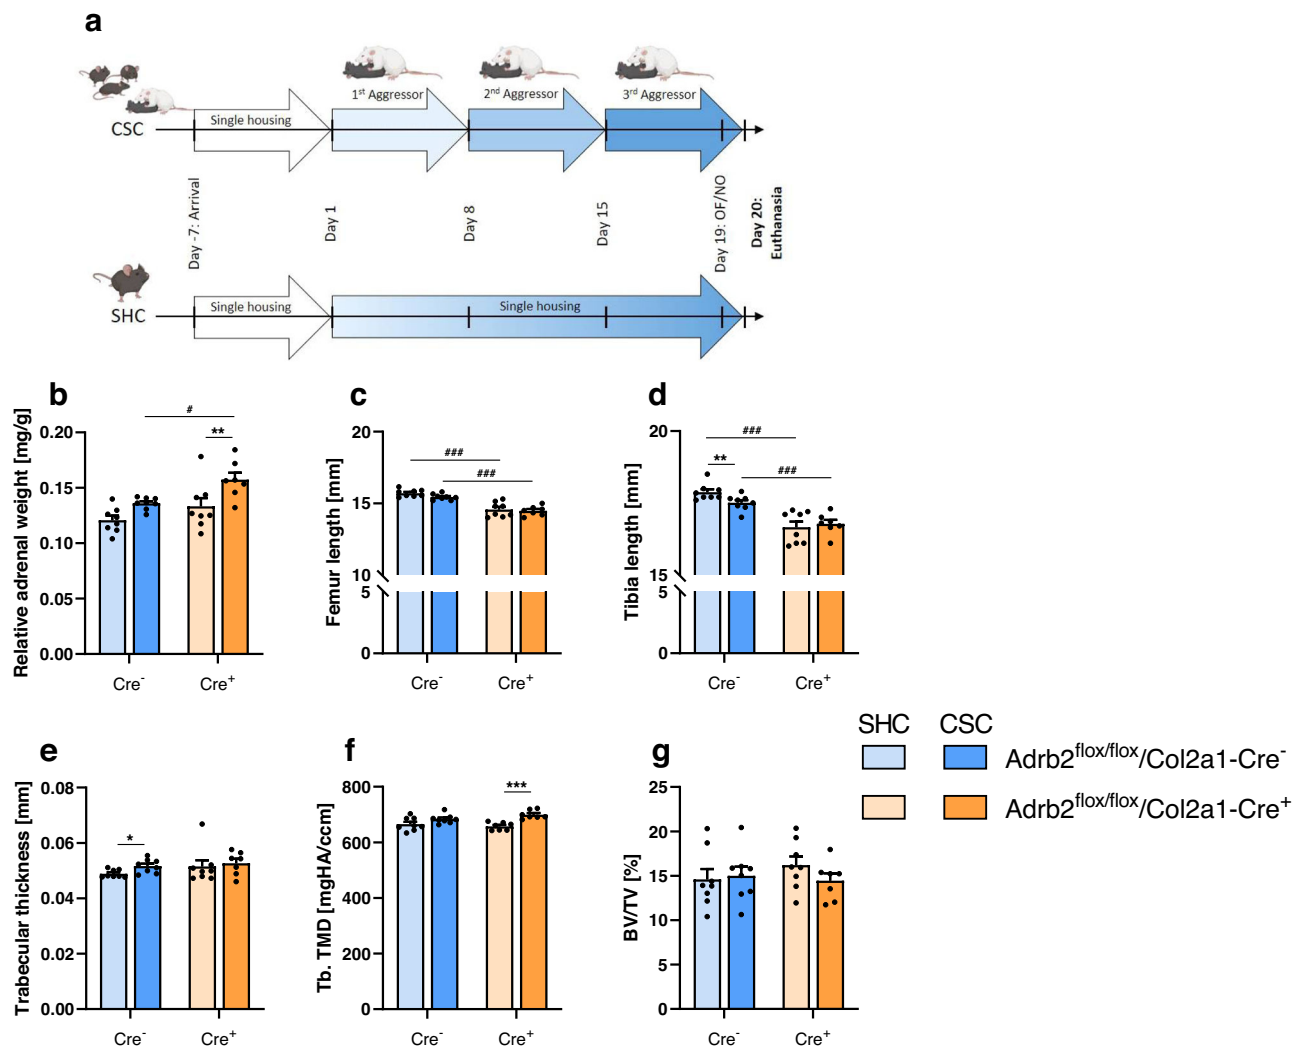 a
1st Aggressor
2nd Aggressor
3rd Aggressor
Single housing
CSC
Day -7: Arrival
Day 1
Day 8
Day 15
Day 19: OF/NO
Day 20:
Euthanasia
Single housing
Single housing
SHC
b
Relative adrenal weight [mg/g]
0.20
0.15
0.10
0.05
0.00
#
**
Cre-
Cre+
c
Femur length [mm]
20
15
10
5
0
###
###
Cre-
Cre+
d
Tibia length [mm]
20
15
5
0
###
**
###
Cre-
Cre+
SHC
CSC
Adrb2flox/flox/Col2a1-Cre-
Adrb2flox/flox/Col2a1-Cre+
e
Trabecular thickness [mm]
0.08
0.06
0.04
0.02
0.00
*
Cre-
Cre+
f
Tb. TMD [mgHA/ccm]
800
600
400
200
0
***
Cre-
Cre+
g
BV/TV [%]
25
20
15
10
5
0
Cre-
Cre+